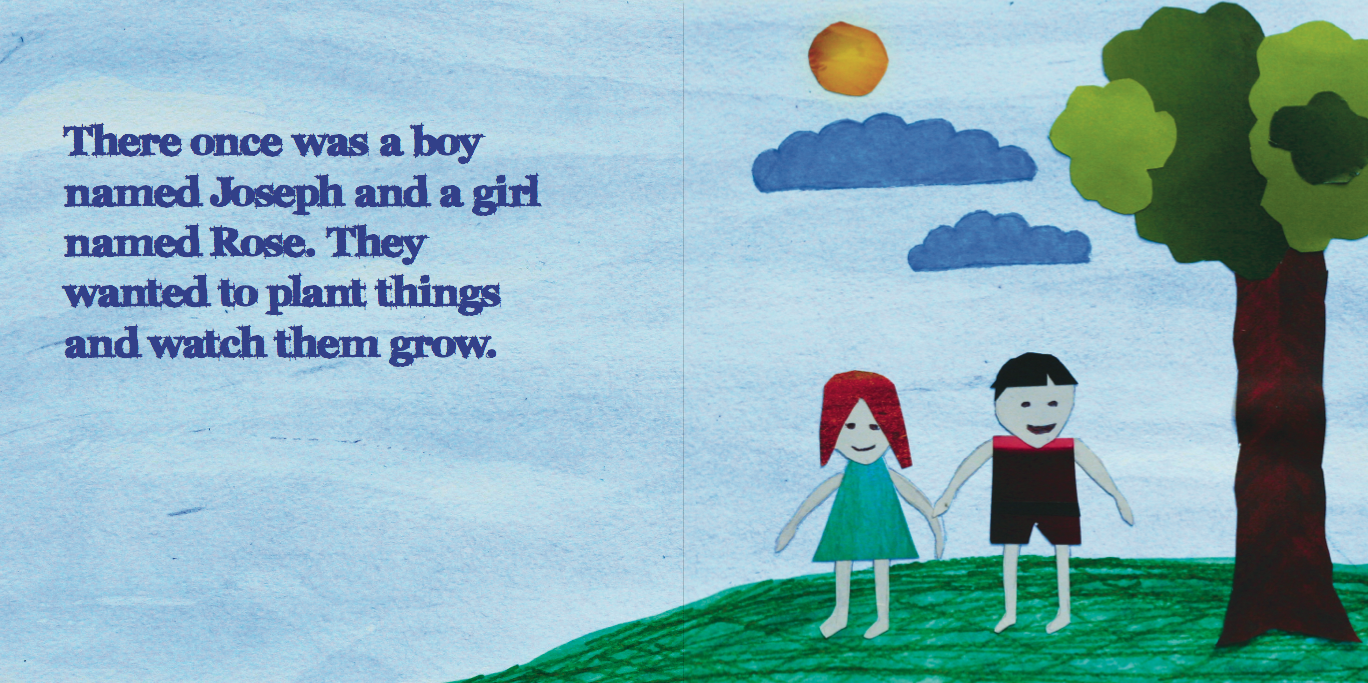 There once was a boy
named Joseph and a girl
named Rose. They
wanted to plant things
and watch them grow.